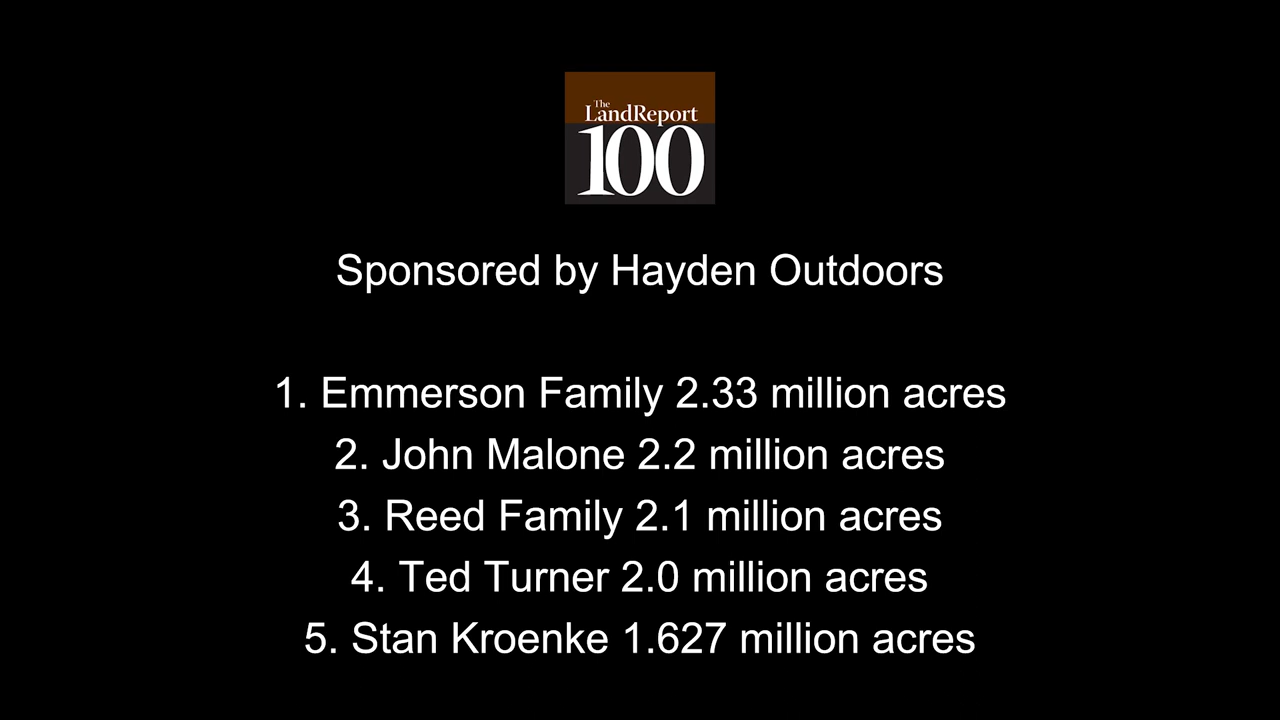 The
LandReport
100
Sponsored by Hayden Outdoors
1. Emmerson Family 2.33 million acres
2. John Malone 2.2 million acres
3. Reed Family 2.1 million acres
4. Ted Turner 2.0 million acres
5. Stan Kroenke 1.627 million acres